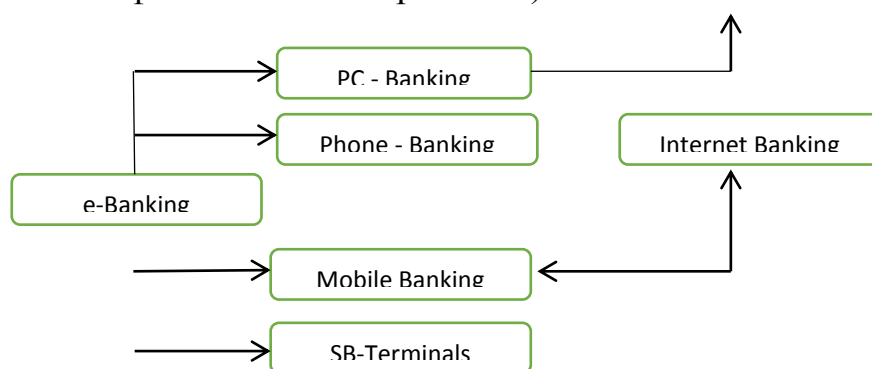 PC - Banking
Phone - Banking
Internet Banking
e-Banking
Mobile Banking
SB-Terminals